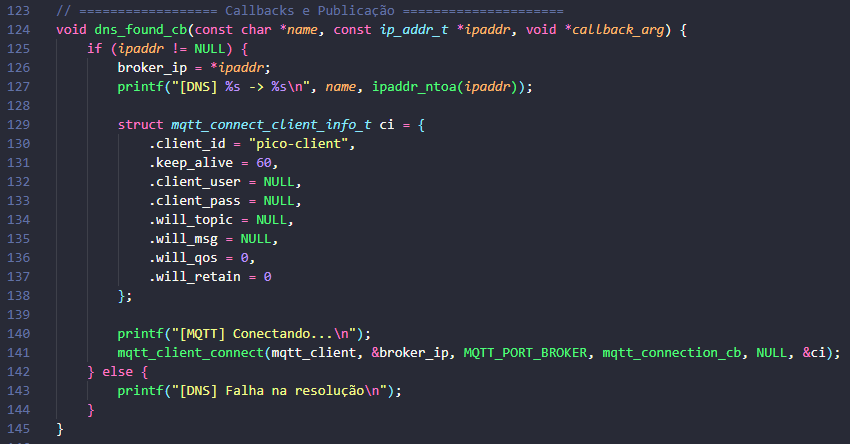 123 // ================== Callbacks e Publicação =====================
124 void dns_found_cb(const char *name, const ip_addr_t *ipaddr, void *callback_arg) {
125     if (ipaddr != NULL) {
126         broker_ip = *ipaddr;
127         printf("[DNS] %s -> %s\n", name, ipaddr_ntoa(ipaddr));
128
129         struct mqtt_connect_client_info_t ci = {
130             .client_id = "pico-client",
131             .keep_alive = 60,
132             .client_user = NULL,
133             .client_pass = NULL,
134             .will_topic = NULL,
135             .will_msg = NULL,
136             .will_qos = 0,
137             .will_retain = 0
138         };
139
140         printf("[MQTT] Conectando...\n");
141         mqtt_client_connect(mqtt_client, &broker_ip, MQTT_PORT_BROKER, mqtt_connection_cb, NULL, &ci);
142     } else {
143         printf("[DNS] Falha na resolução\n");
144     }
145 }